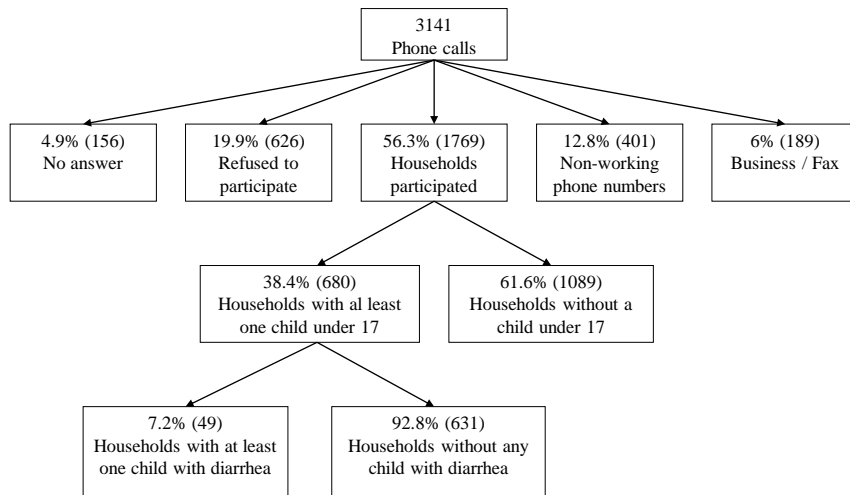 3141
Phone calls
4.9% (156)
No answer
19.9% (626)
Refused to
participate
56.3% (1769)
Households
participated
12.8% (401)
Non-working
phone numbers
6% (189)
Business / Fax
38.4% (680)
Households with al least
one child under 17
61.6% (1089)
Households without a
child under 17
7.2% (49)
Households with at least
one child with diarrhea
92.8% (631)
Households without any
child with diarrhea